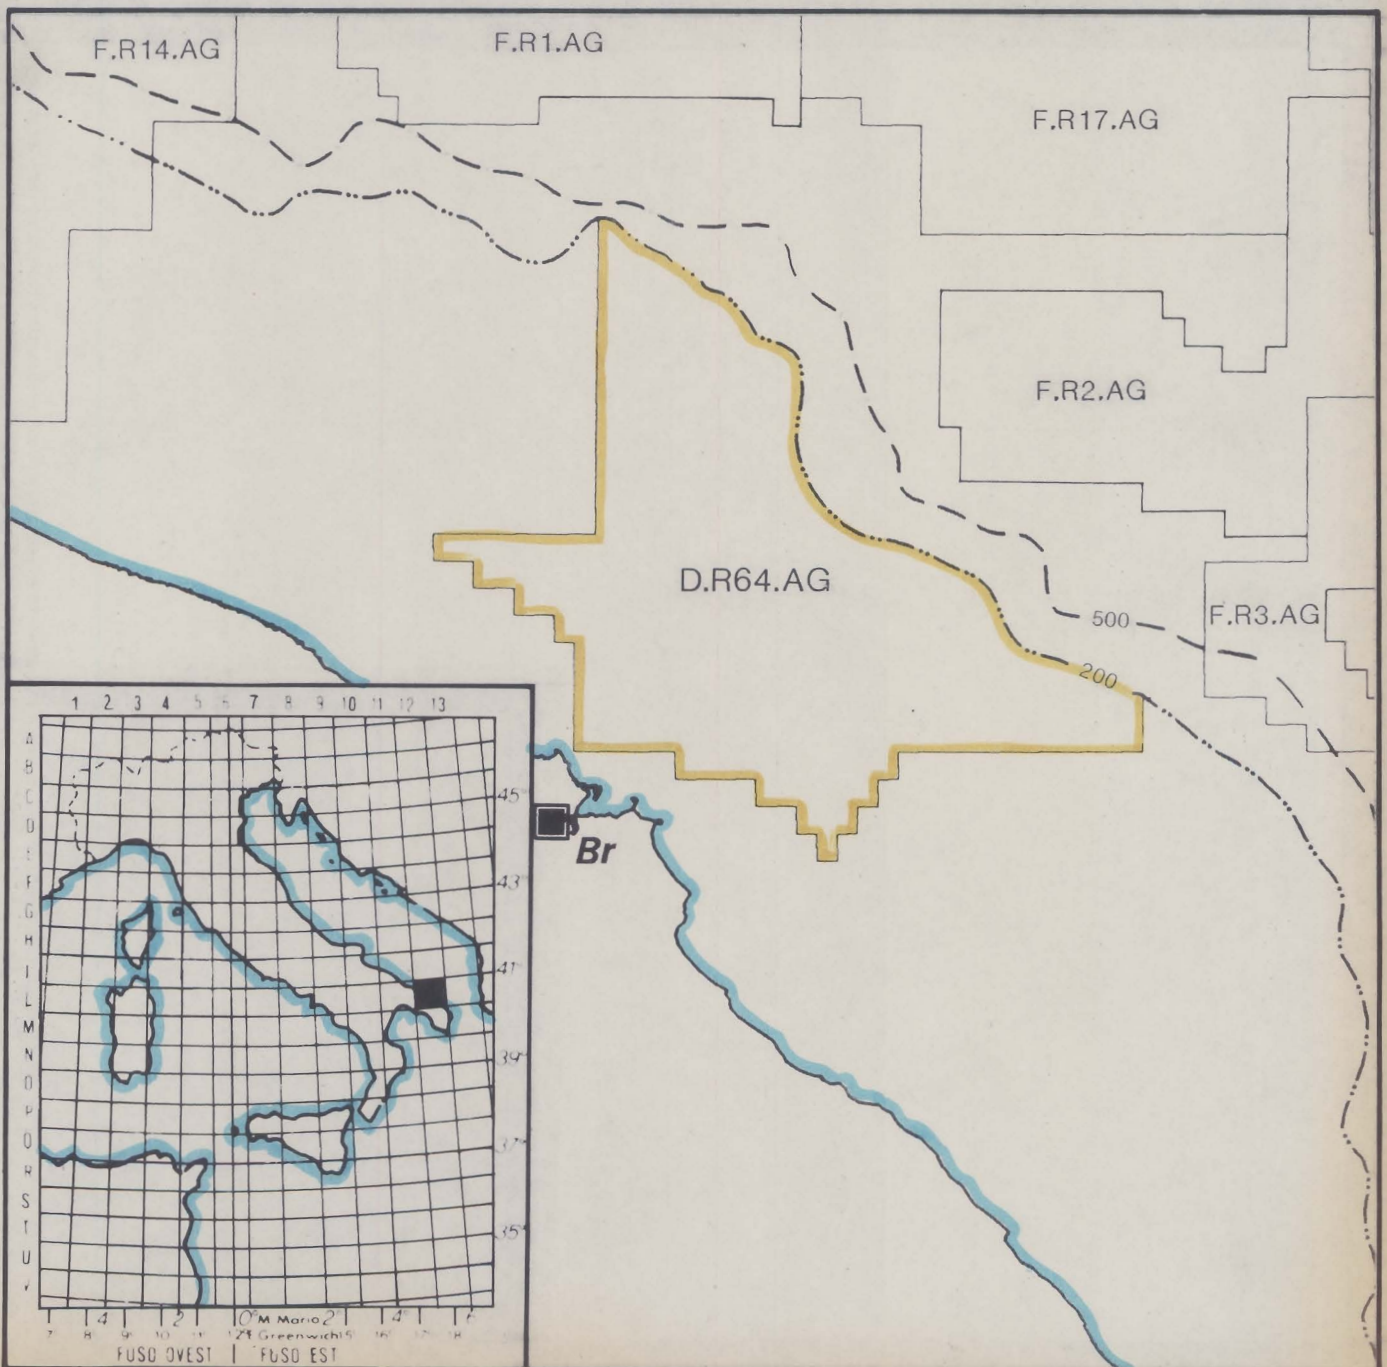 F.R14.AG
F.R1.AG
F.R17.AG
F.R2.AG
D.R64.AG
F.R3.AG
500
200
Br
1 2 3 4 5 6 7 8 9 10 11 12 13
A
B
C
D
E
F
G
H
I
L
M
N
O
P
Q
R
S
T
U
V
45°
43°
41°
39°
37°
35°
4° 2° 0° M Mario 2° 4° 6°
7 8 9° 10 11° 12° E Greenwich 15° 16° 17° 18
FUSO OVEST | FUSO EST